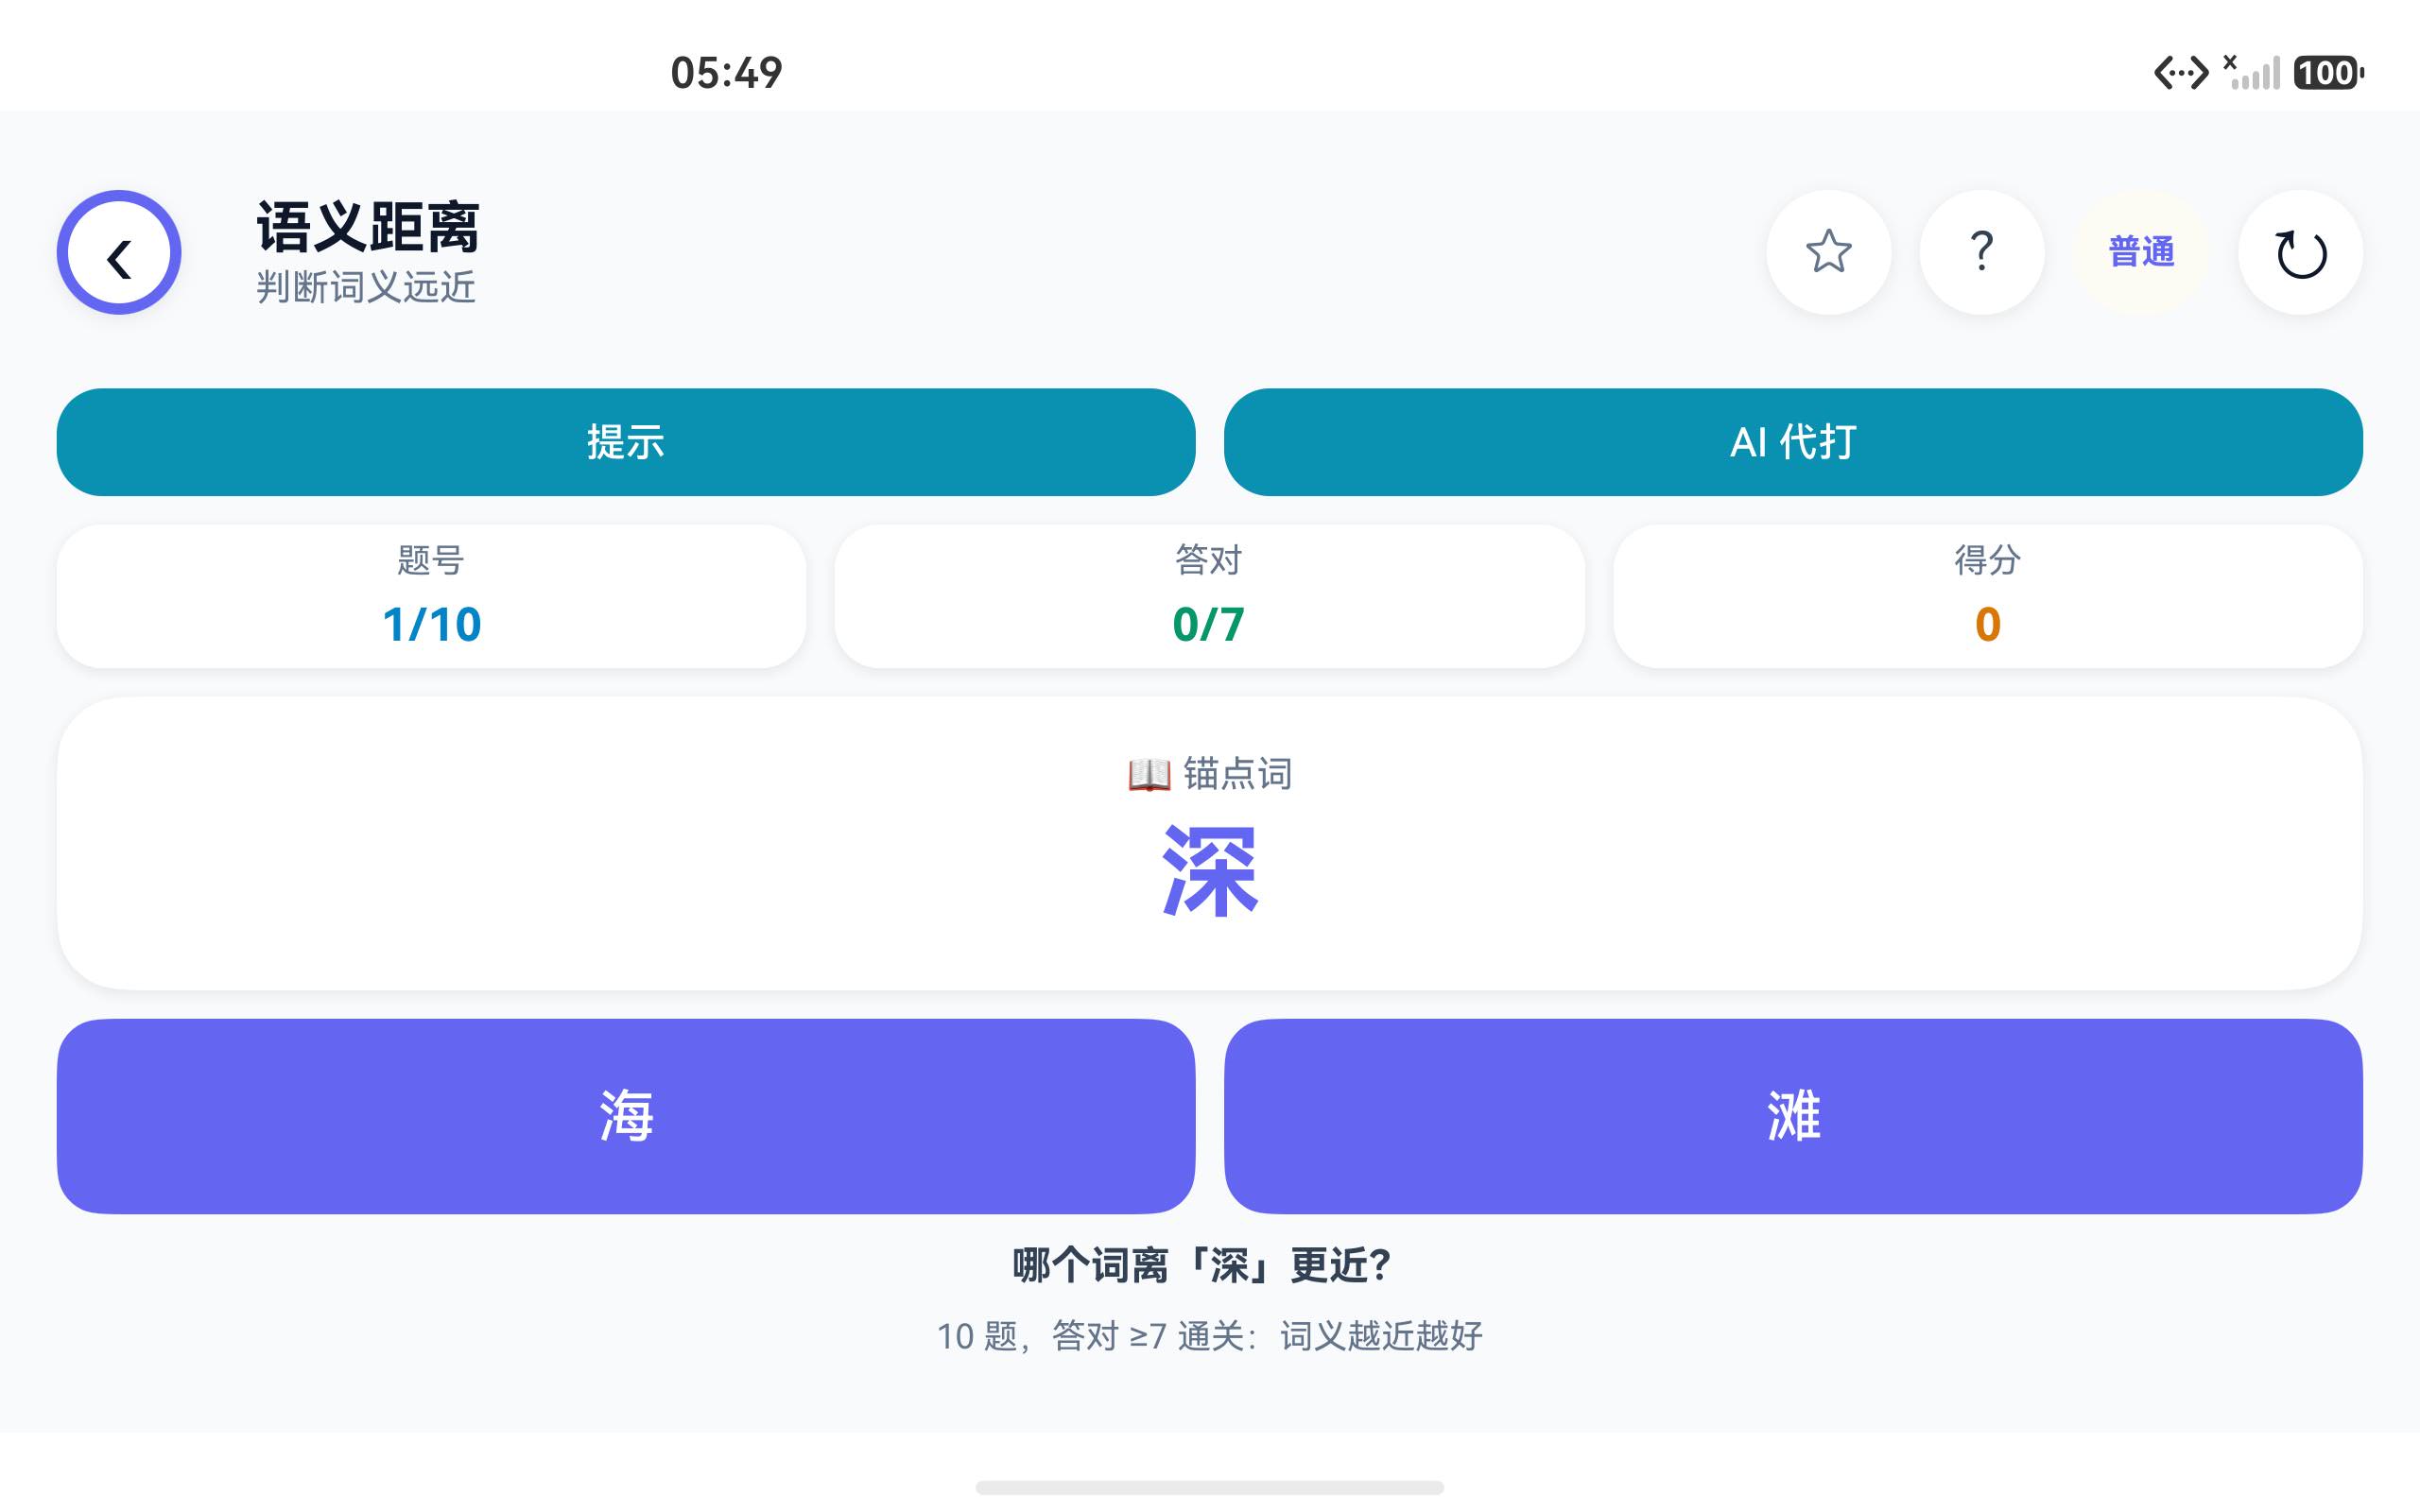 05:49
100
语义距离
判断词义远近
?
普通
提示
AI 代打
题号
1/10
答对
0/7
得分
0
锚点词
深
海
滩
哪个词离「深」更近?
10 题，答对 ≥7 通关：词义越近越好